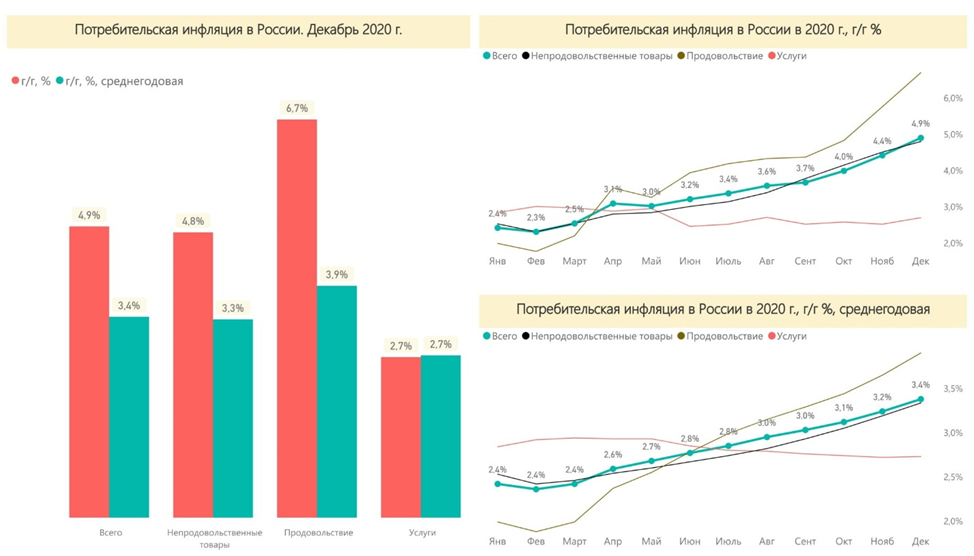 Потребительская инфляция в России. Декабрь 2020 г.
г/г, % г/г, %, среднегодовая
6,7%
4,9%
4,8%
3,9%
3,4%
3,3%
2,7% 2,7%
Всего Непродовольственные товары Продовольствие Услуги
Потребительская инфляция в России в 2020 г., г/г %
Всего Непродовольственные товары Продовольствие Услуги
6,0%
5,0%
4,0%
3,0%
2,0%
2,4% 2,3% 2,5% 3,1% 3,0% 3,2% 3,4% 3,6% 3,7% 4,0% 4,4% 4,9%
Янв Фев Март Апр Май Июн Июль Авг Сент Окт Нояб Дек
Потребительская инфляция в России в 2020 г., г/г %, среднегодовая
Всего Непродовольственные товары Продовольствие Услуги
3,5%
3,0%
2,5%
2,0%
2,4% 2,4% 2,4% 2,6% 2,7% 2,8% 2,8% 3,0% 3,0% 3,1% 3,2% 3,4%
Янв Фев Март Апр Май Июн Июль Авг Сент Окт Нояб Дек